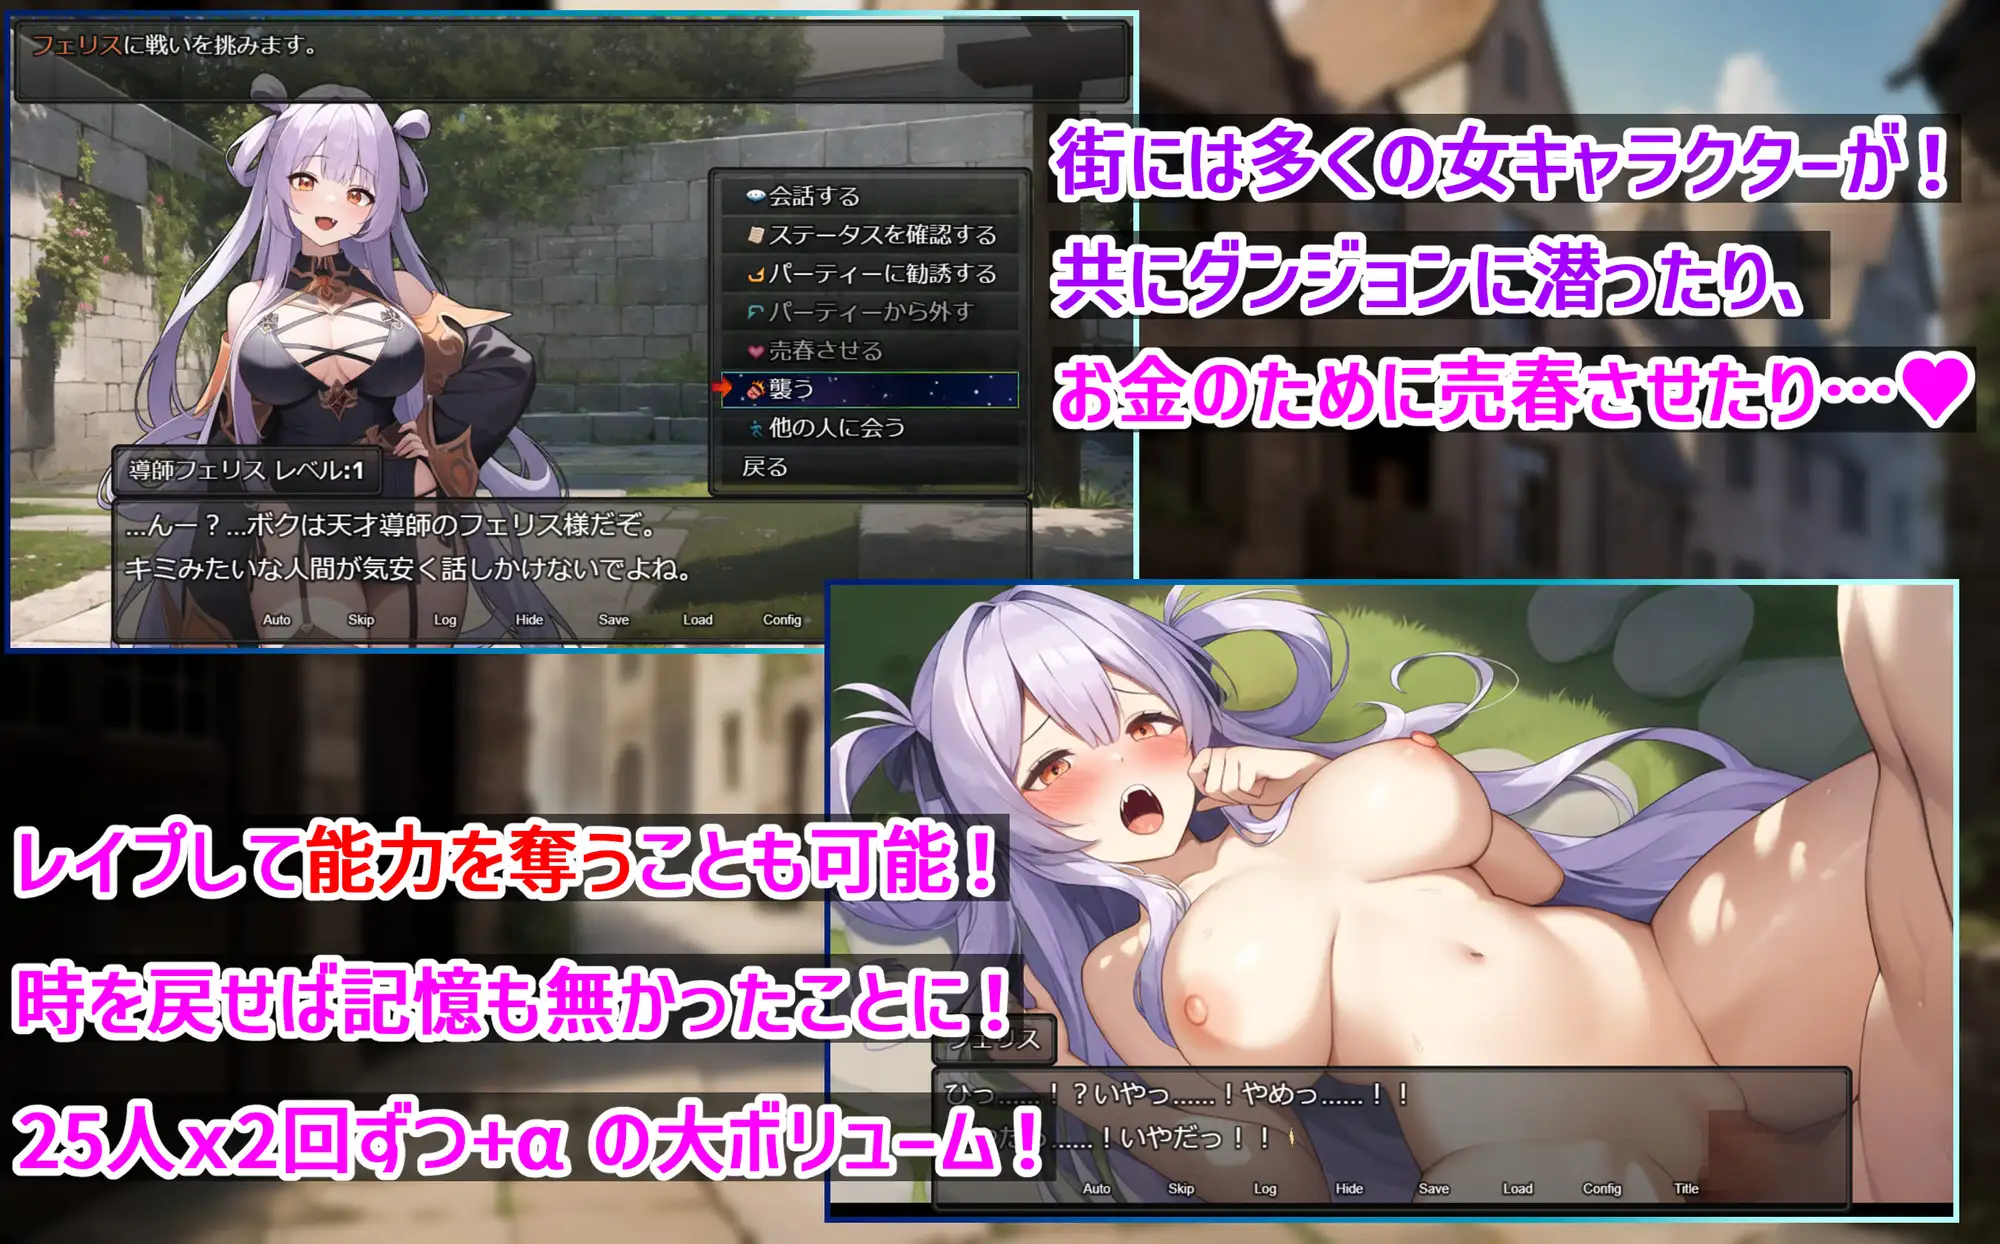 フェリスに戦いを挑みます。
会話する
ステータスを確認する
パーティーに勧誘する
パーティーから外す
売春させる
襲う
他の人に会う
戻る
導師フェリス レベル:1
…んー？…ボクは天才導師のフェリス様だぞ。
キミみたいな人間が気安く話しかけないでよね。
Auto Skip Log Hide Save Load Config
街には多くの女キャラクターが！
共にダンジョンに潜ったり、
お金のために売春させたり…♥
レイプして能力を奪うことも可能！
時を戻せば記憶も無かったことに！
25人x2回ずつ+α の大ボリューム！
フェリス
ひっ……！？いやっ……！やめっ……！！
……！いやだっ！！
Auto Skip Log Hide Save Load Config Title